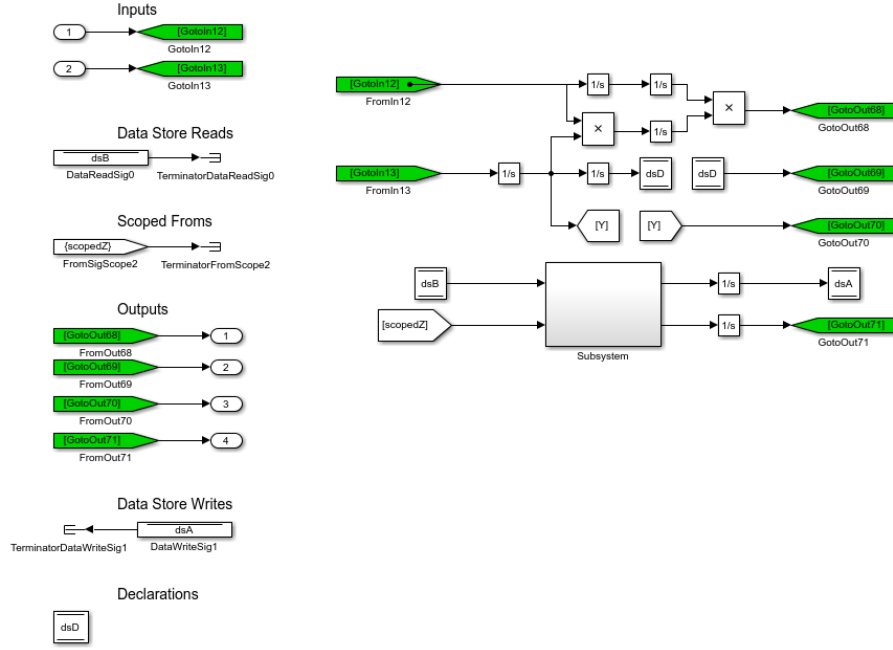 Inputs
1
[GotoIn12]
GotoIn12
2
[GotoIn13]
GotoIn13
Data Store Reads
dsB
DataReadSig0
TerminatorDataReadSig0
Scoped Froms
{scopedZ}
FromSigScope2
TerminatorFromScope2
Outputs
[GotoOut68]
1
FromOut68
[GotoOut69]
2
FromOut69
[GotoOut70]
3
FromOut70
[GotoOut71]
4
FromOut71
Data Store Writes
dsA
TerminatorDataWriteSig1
DataWriteSig1
Declarations
dsD
[GotoIn12]
FromIn12
1/s
1/s
×
[GotoOut68]
GotoOut68
×
1/s
[GotoIn13]
FromIn13
1/s
1/s
dsD
dsD
[GotoOut69]
GotoOut69
[Y]
[Y]
[GotoOut70]
GotoOut70
dsB
1/s
dsA
[scopedZ]
1/s
[GotoOut71]
GotoOut71
Subsystem